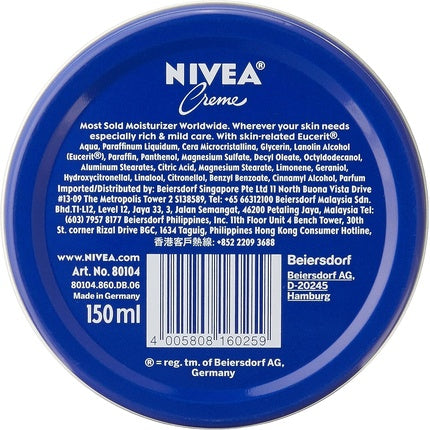 NIVEA®
Creme
Most Sold Moisturizer Worldwide. Wherever your skin needs
especially rich & mild care. With skin-related Eucerit®,
Aqua, Paraffinum Liquidum, Cera Microcristallina, Glycerin, Lanolin Alcohol
(Eucerit®), Paraffin, Panthenol, Magnesium Sulfate, Decyl Oleate, Octyldodecanol,
Aluminum Stearates, Citric Acid, Magnesium Stearate, Limonene, Geraniol,
Hydroxycitronellal, Linalool, Citronellol, Benzyl Benzoate, Cinnamyl Alcohol, Parfum
Imported/Distributed by: Beiersdorf Singapore Pte Ltd 11 North Buona Vista Drive
#13-09 The Metropolis Tower 2 S138589, Tel: +65 66312100 Beiersdorf Malaysia Sdn.
Bhd.T1-L12, Level 12, Jaya 33, 3, Jalan Semangat, 46200 Petaling Jaya, Malaysia Tel:
(603) 7957 8177 Beiersdorf Philippines, Inc. 11th Floor Unit 4 Bench Tower, 30th
St. corner Rizal Drive BGC, 1634 Taguig, Philippines Hong Kong Consumer Hotline,
香港客戶熱線: +852 2209 3688
www.NIVEA.com
Art. No. 80104
80104.860.DB.06
Made in Germany
150 ml
4 005808 160259
Beiersdorf
Beiersdorf AG,
D-20245
Hamburg
® = reg. tm. of Beiersdorf AG,
Germany